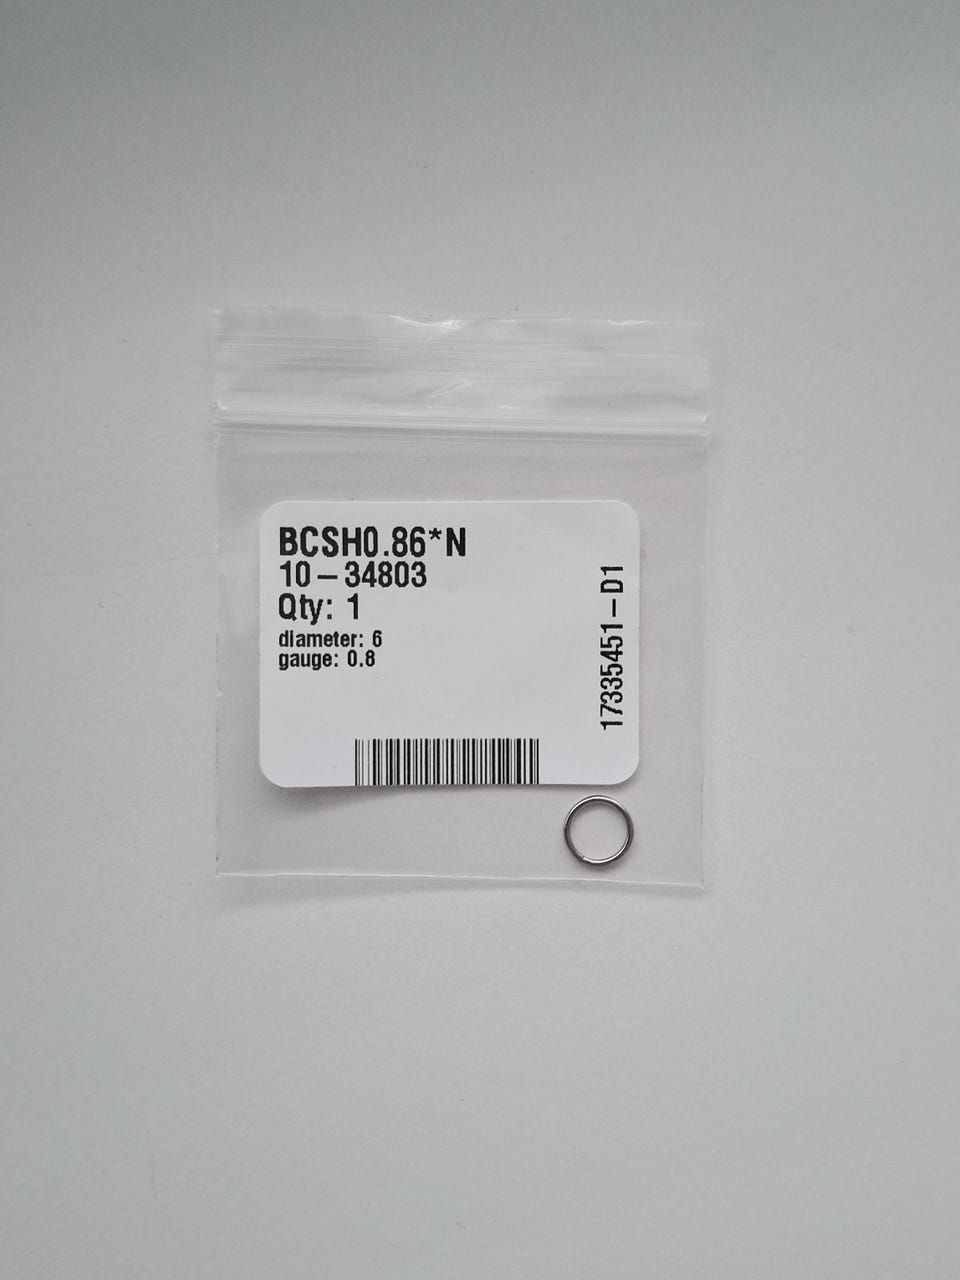 BCSH0.86*N
10-34803
Qty: 1
diameter: 6
gauge: 0.8
17335451-D1